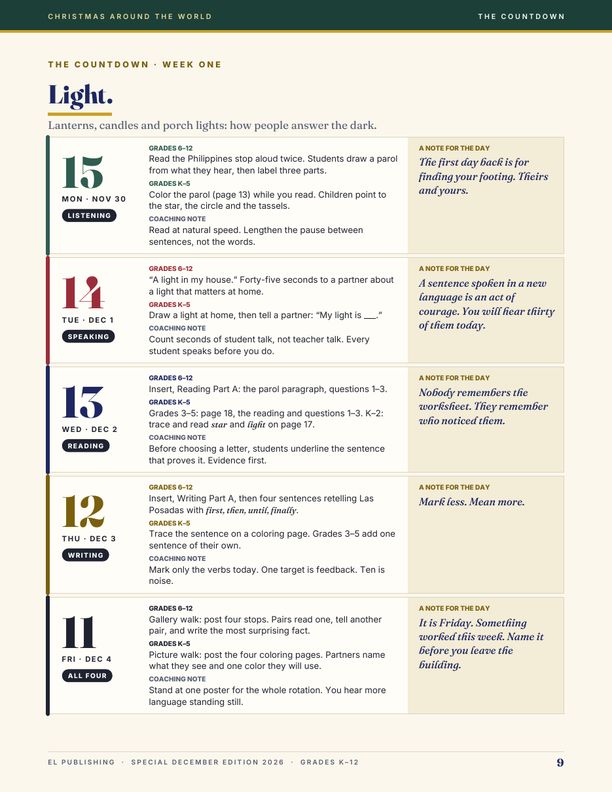 CHRISTMAS AROUND THE WORLD
THE COUNTDOWN
THE COUNTDOWN · WEEK ONE
Light.
Lanterns, candles and porch lights: how people answer the dark.
15
MON · NOV 30
LISTENING
GRADES 6–12
Read the Philippines stop aloud twice. Students draw a parol
from what they hear, then label three parts.
GRADES K–5
Color the parol (page 13) while you read. Children point to
the star, the circle and the tassels.
COACHING NOTE
Read at natural speed. Lengthen the pause between
sentences, not the words.
A NOTE FOR THE DAY
The first day back is for
finding your footing. Theirs
and yours.
14
TUE · DEC 1
SPEAKING
GRADES 6–12
“A light in my house.” Forty-five seconds to a partner about
a light that matters at home.
GRADES K–5
Draw a light at home, then tell a partner: “My light is ___.”
COACHING NOTE
Count seconds of student talk, not teacher talk. Every
student speaks before you do.
A NOTE FOR THE DAY
A sentence spoken in a new
language is an act of
courage. You will hear thirty
of them today.
13
WED · DEC 2
READING
GRADES 6–12
Insert, Reading Part A: the parol paragraph, questions 1–3.
GRADES K–5
Grades 3–5: page 18, the reading and questions 1–3. K–2:
trace and read star and light on page 17.
COACHING NOTE
Before choosing a letter, students underline the sentence
that proves it. Evidence first.
A NOTE FOR THE DAY
Nobody remembers the
worksheet. They remember
who noticed them.
12
THU · DEC 3
WRITING
GRADES 6–12
Insert, Writing Part A, then four sentences retelling Las
Posadas with first, then, until, finally.
GRADES K–5
Trace the sentence on a coloring page. Grades 3–5 add one
sentence of their own.
COACHING NOTE
Mark only the verbs today. One target is feedback. Ten is
noise.
A NOTE FOR THE DAY
Mark less. Mean more.
11
FRI · DEC 4
ALL FOUR
GRADES 6–12
Gallery walk: post four stops. Pairs read one, tell another
pair, and write the most surprising fact.
GRADES K–5
Picture walk: post the four coloring pages. Partners name
what they see and one color they will use.
COACHING NOTE
Stand at one poster for the whole rotation. You hear more
language standing still.
A NOTE FOR THE DAY
It is Friday. Something
worked this week. Name it
before you leave the
building.
EL PUBLISHING · SPECIAL DECEMBER EDITION 2026 · GRADES K–12
9